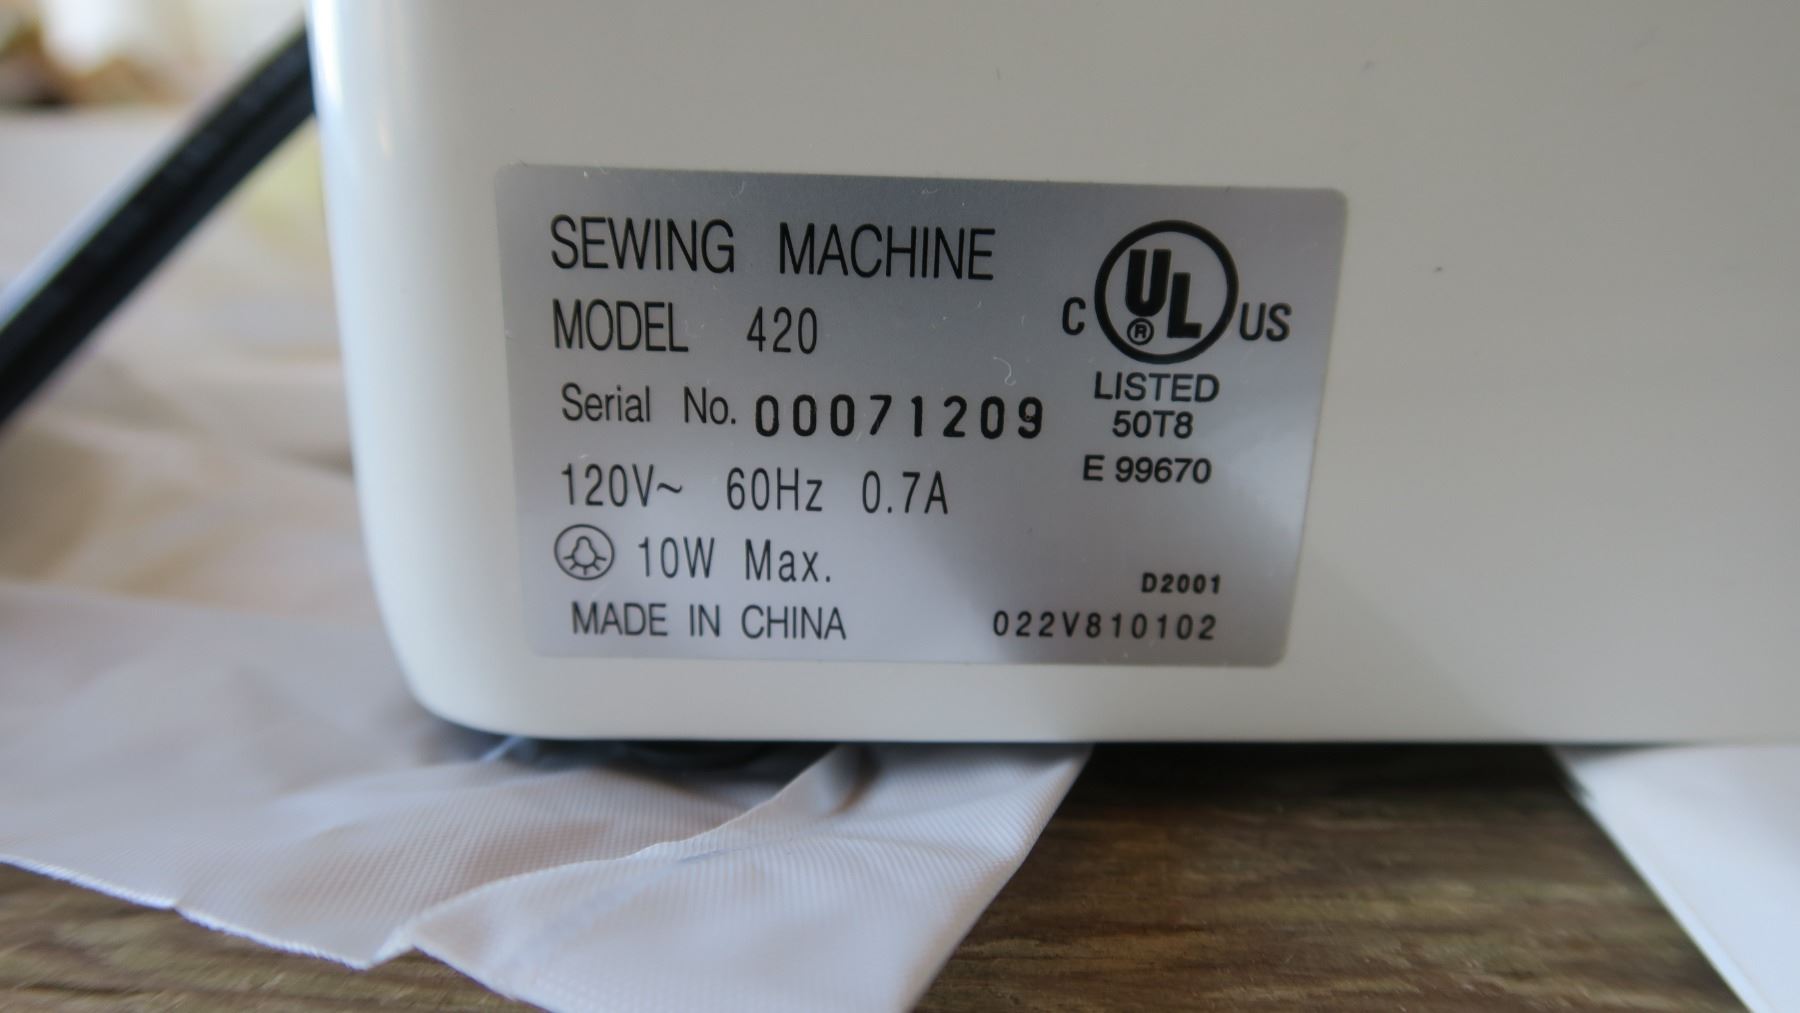 SEWING MACHINE
MODEL 420
Serial No. 00071209
120V~ 60Hz 0.7A
10W Max.
MADE IN CHINA
C UL® US
LISTED
50T8
E 99670
D2001
022V810102